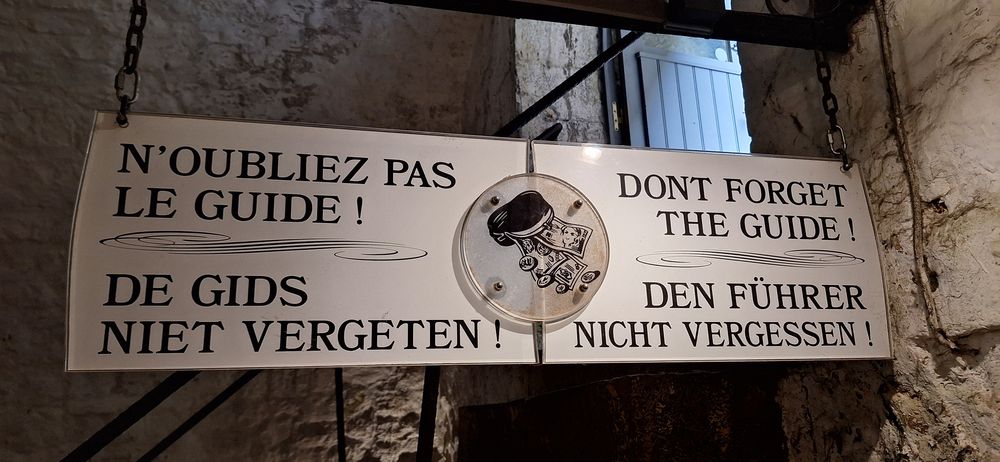 N'OUBLIEZ PAS
LE GUIDE !
DE GIDS
NIET VERGETEN !
DONT FORGET
THE GUIDE !
DEN FÜHRER
NICHT VERGESSEN !